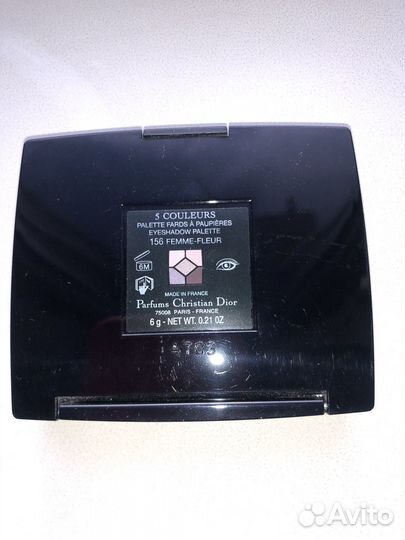 5 COULEURS
PALETTE FARDS À PAUPIÈRES
EYESHADOW PALETTE
156 FEMME-FLEUR
6M
MADE IN FRANCE
Parfums Christian Dior
75008 PARIS - FRANCE
6 g - NET WT. 0.21 OZ
Avito